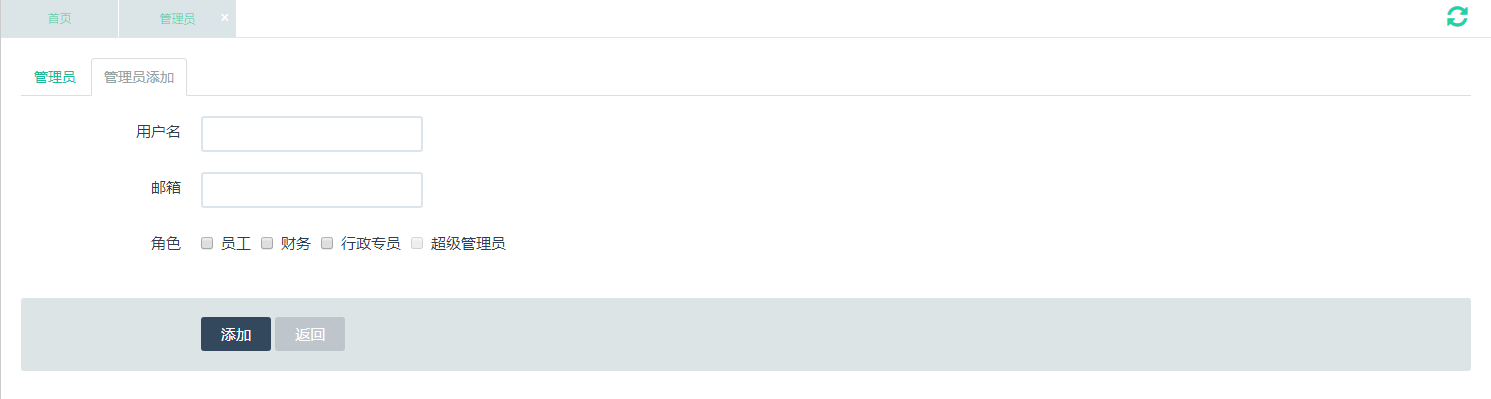 首页 管理员 ×
管理员 管理员添加
用户名
邮箱
角色 员工 财务 行政专员 超级管理员
添加 返回